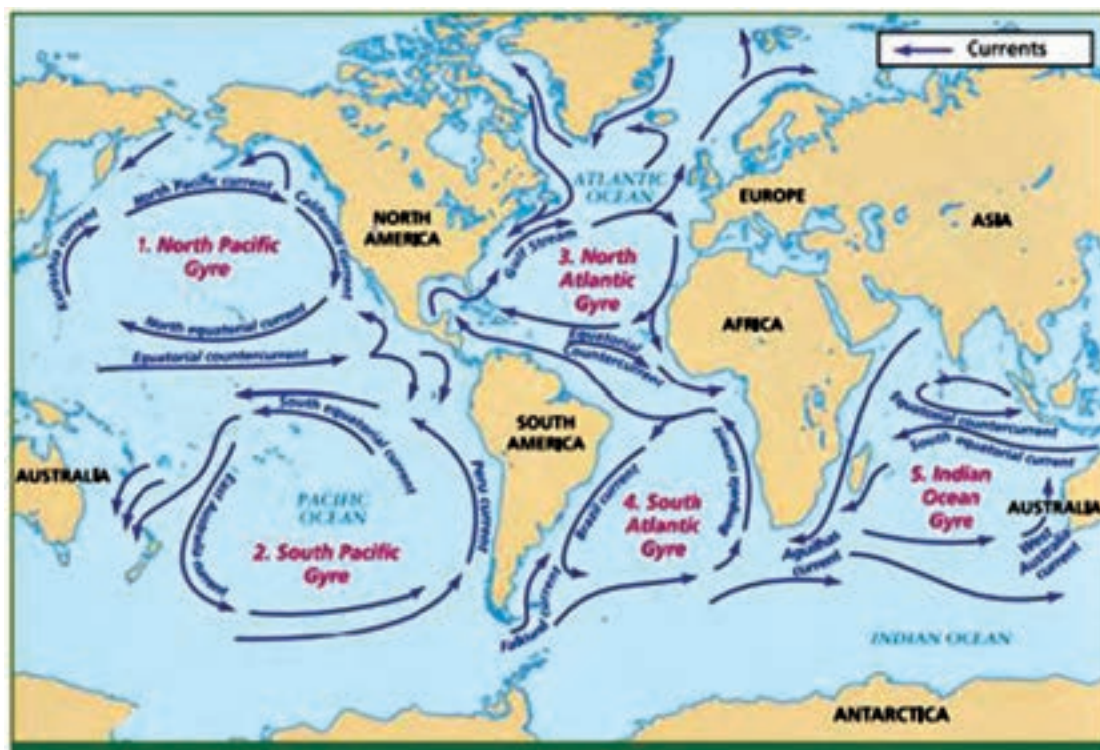 Currents
ATLANTIC
OCEAN
NORTH
AMERICA
EUROPE
ASIA
North Pacific current
California current
Kuroshio current
1. North Pacific
Gyre
Gulf Stream
3. North
Atlantic
Gyre
North equatorial current
Equatorial countercurrent
Equatorial
countercurrent
AFRICA
SOUTH
AMERICA
South equatorial current
Equatorial countercurrent
South equatorial current
AUSTRALIA
East Australia current
PACIFIC
OCEAN
2. South Pacific
Gyre
Peru current
Brazil current
4. South
Atlantic
Gyre
Benguela current
Agulhas
current
5. Indian
Ocean
Gyre
AUSTRALIA
West
Australia
current
Falkland current
INDIAN OCEAN
ANTARCTICA